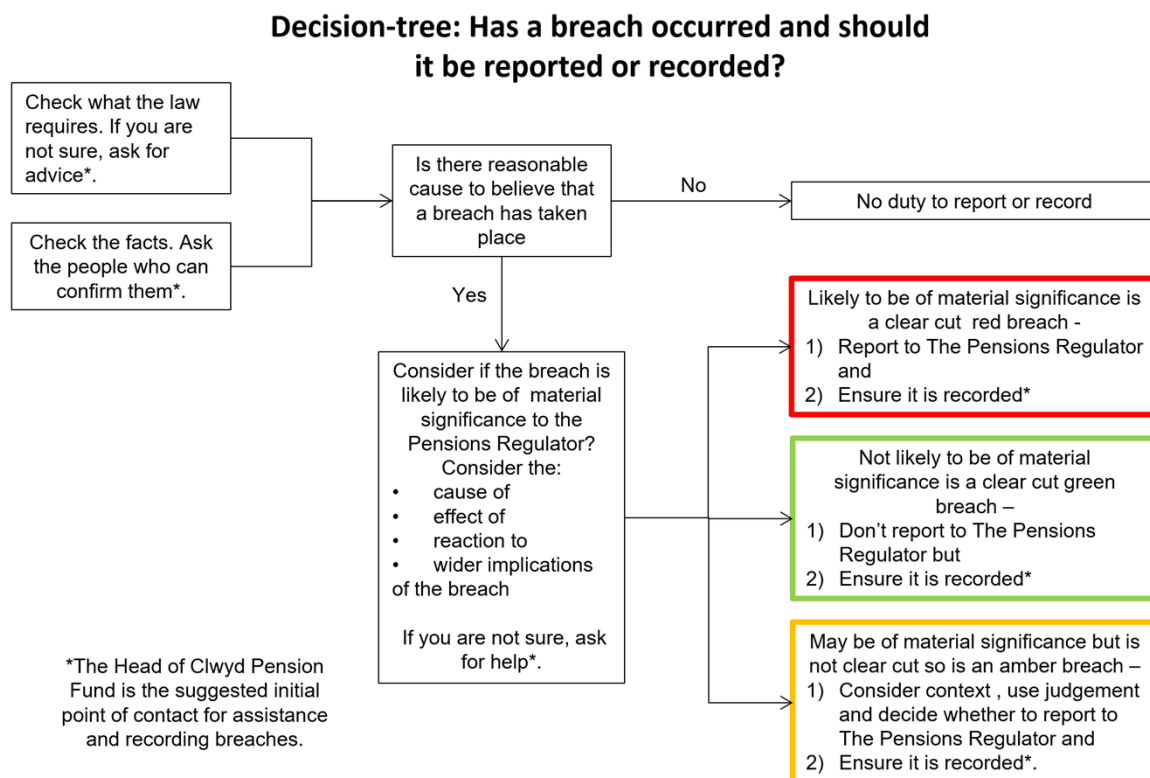 Decision-tree: Has a breach occurred and should
it be reported or recorded?
Check what the law
requires. If you are
not sure, ask for
advice*.
Check the facts. Ask
the people who can
confirm them*.
Is there reasonable
cause to believe that
a breach has taken
place
No
No duty to report or record
Yes
Consider if the breach is
likely to be of  material
significance to the
Pensions Regulator?
Consider the:
• cause of
• effect of
• reaction to
• wider implications
of the breach
If you are not sure, ask
for help*.
Likely to be of material significance is
a clear cut  red breach -
1) Report to The Pensions Regulator
and
2) Ensure it is recorded*
Not likely to be of material
significance is a clear cut green
breach –
1) Don’t report to The Pensions
Regulator but
2) Ensure it is recorded*
May be of material significance but is
not clear cut so is an amber breach –
1) Consider context , use judgement
and decide whether to report to
The Pensions Regulator and
2) Ensure it is recorded*.
*The Head of Clwyd Pension
Fund is the suggested initial
point of contact for assistance
and recording breaches.